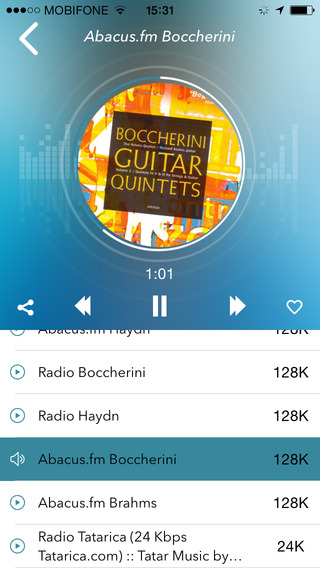 MOBIFONE 15:31
Abacus.fm Boccherini
BOCCHERINI
GUITAR
QUINTETS
1:01
Abacus.fm Haydn 128K
Radio Boccherini 128K
Radio Haydn 128K
Abacus.fm Boccherini 128K
Abacus.fm Brahms 128K
Radio Tatarica (24 Kbps
Tatarica.com) :: Tatar Music by... 24K